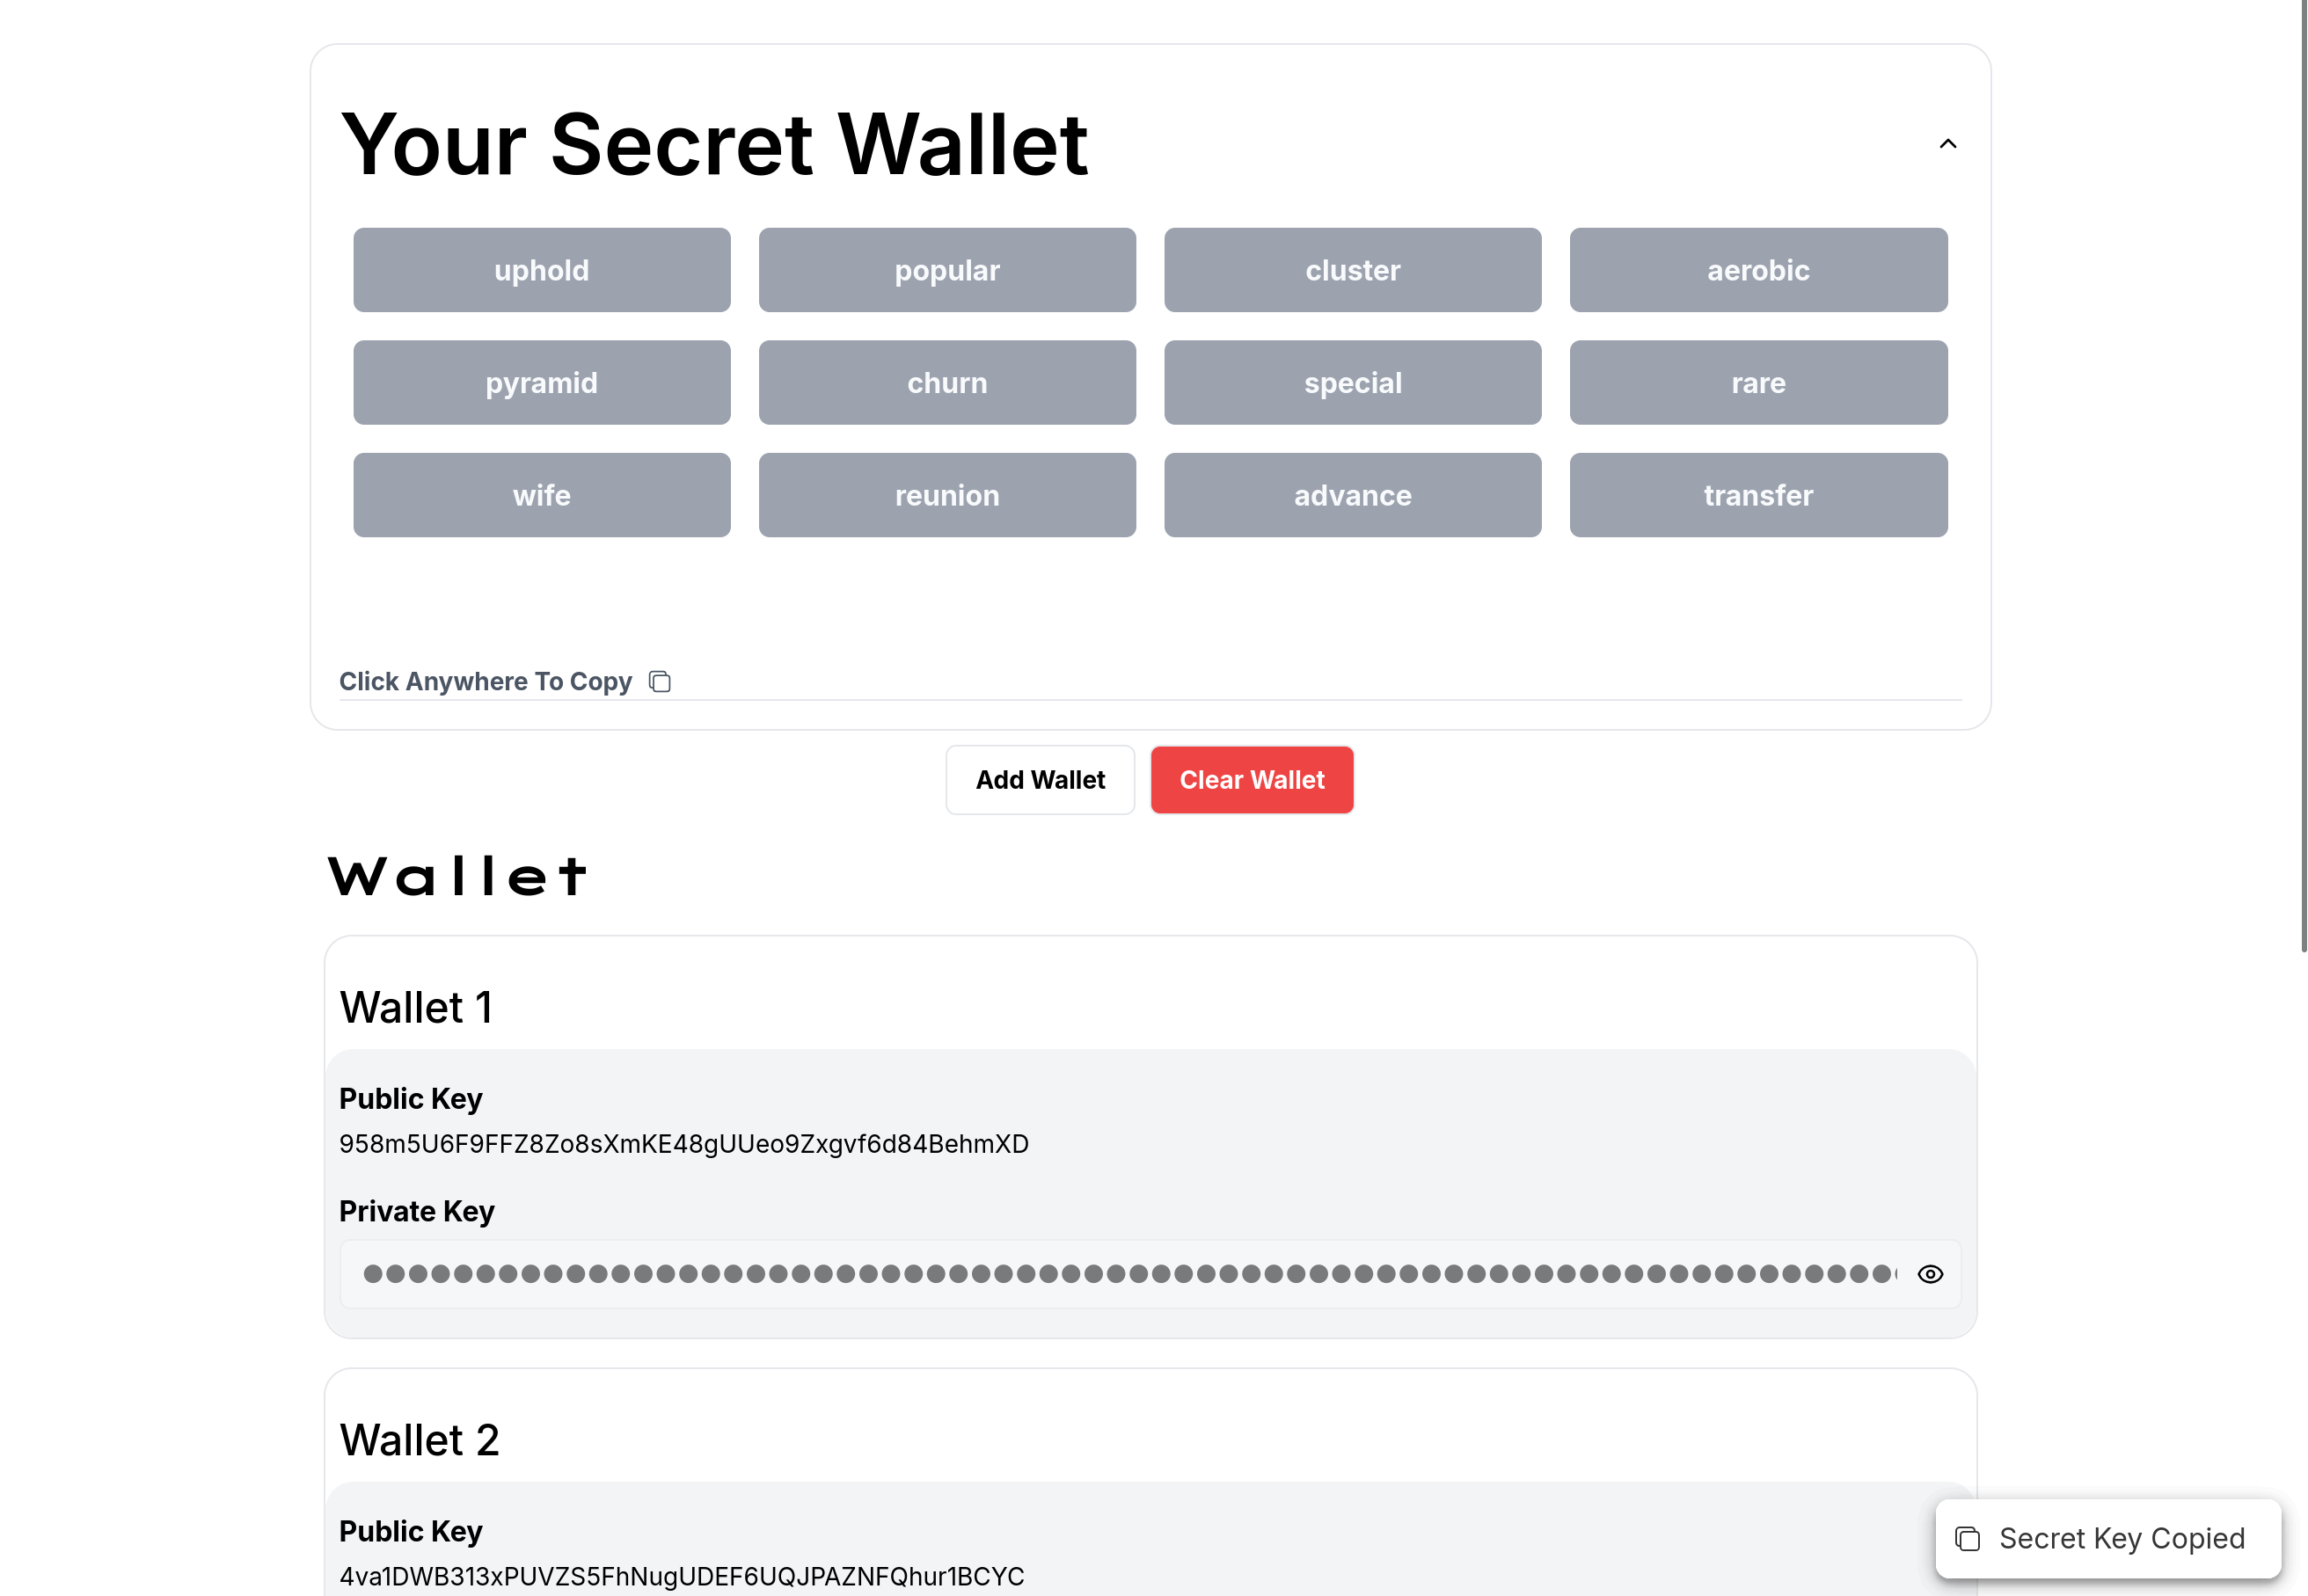 Your Secret Wallet
uphold popular cluster aerobic
pyramid churn special rare
wife reunion advance transfer
Click Anywhere To Copy
Add Wallet Clear Wallet
Wallet
Wallet 1
Public Key
958m5U6F9FFZ8Zo8sXmKE48gUUeo9Zxgvf6d84BehmXD
Private Key
Wallet 2
Public Key
4va1DWB313xPUVZS5FhNugUDEF6UQJPAZNFQhur1BCYC
Secret Key Copied